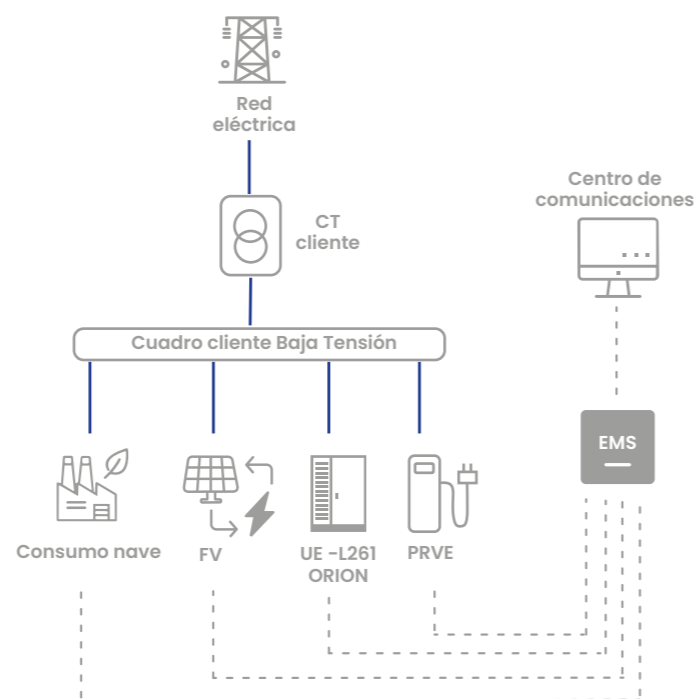 Red
eléctrica
CT
cliente
Centro de
comunicaciones
Cuadro cliente Baja Tensión
EMS
Consumo nave
FV
UE -L261
ORION
PRVE